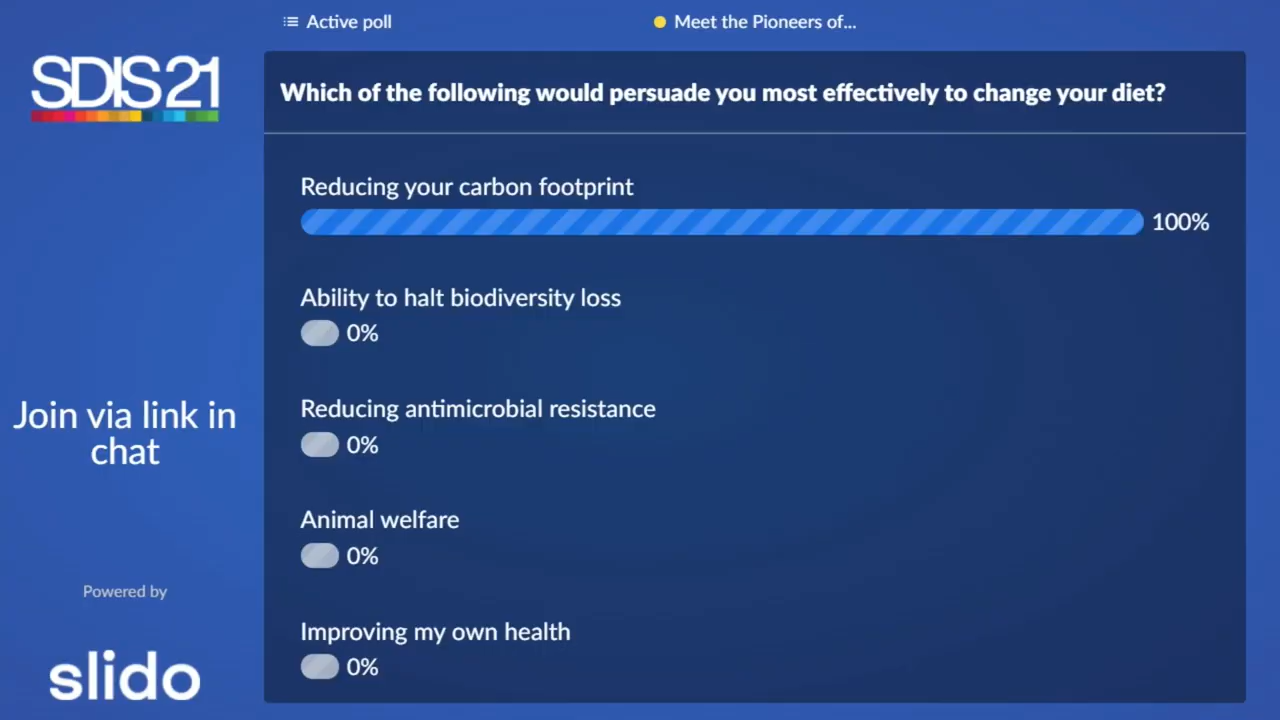 Active poll
Meet the Pioneers of...
SDIS21
Which of the following would persuade you most effectively to change your diet?
Reducing your carbon footprint
100%
Ability to halt biodiversity loss
0%
Reducing antimicrobial resistance
0%
Animal welfare
0%
Improving my own health
0%
Join via link in
chat
Powered by
slido